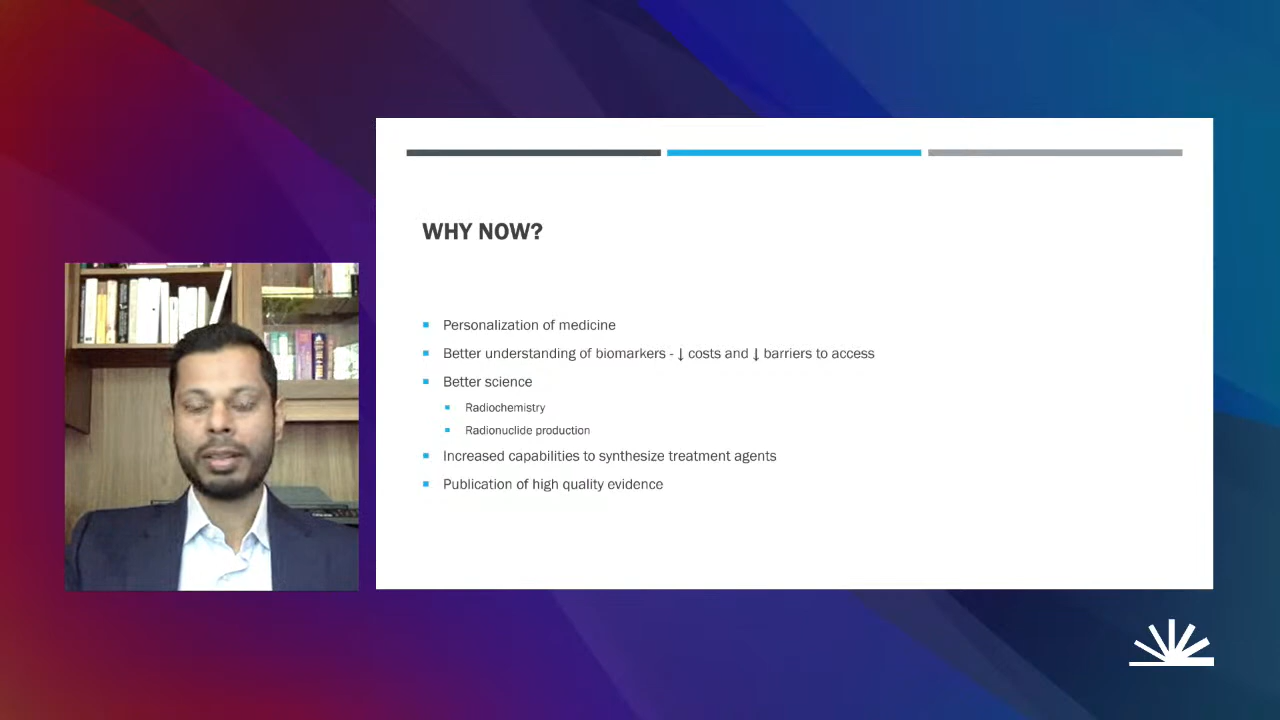 WHY NOW?
Personalization of medicine
Better understanding of biomarkers - ↓ costs and ↓ barriers to access
Better science
Radiochemistry
Radionuclide production
Increased capabilities to synthesize treatment agents
Publication of high quality evidence